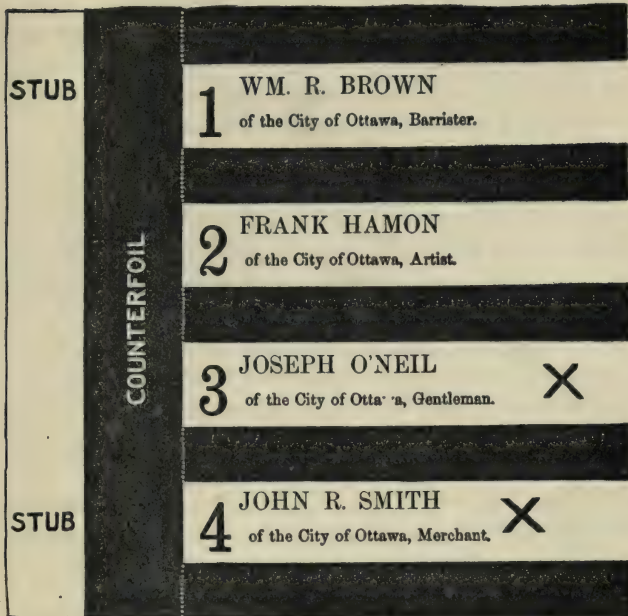 STUB
COUNTERFOIL
1 WM. R. BROWN
of the City of Ottawa, Barrister.
2 FRANK HAMON
of the City of Ottawa, Artist.
3 JOSEPH O'NEIL
of the City of Gentleman.
X
4 JOHN R. SMITH
of the City of Ottawa, Merchant.
X
STUB